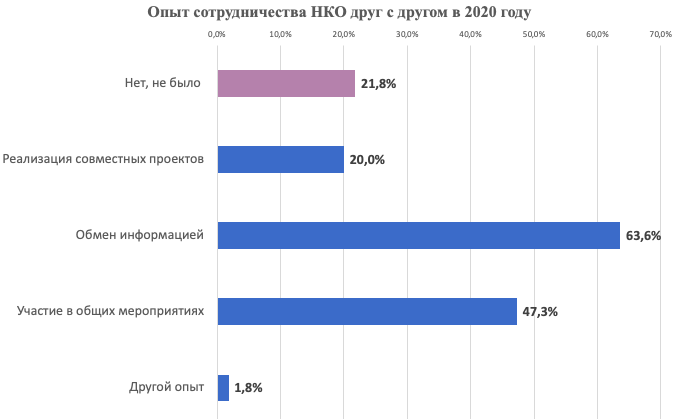 Опыт сотрудничества НКО друг с другом в 2020 году
0,0% 10,0% 20,0% 30,0% 40,0% 50,0% 60,0% 70,0%
Нет, не было 21,8%
Реализация совместных проектов 20,0%
Обмен информацией 63,6%
Участие в общих мероприятиях 47,3%
Другой опыт 1,8%